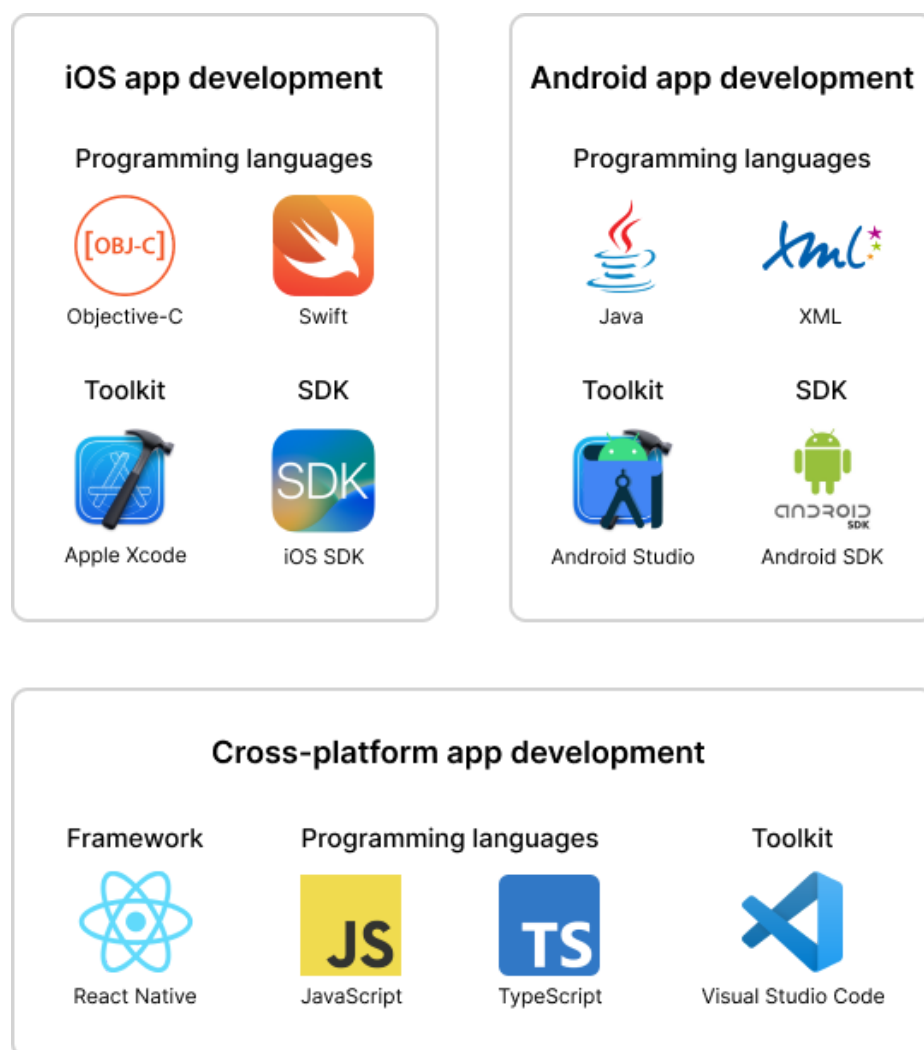 iOS app development
Programming languages
[OBJ-C]
Objective-C
Swift
Toolkit
SDK
SDK
Apple Xcode
iOS SDK
Android app development
Programming languages
Java
Xml
XML
Toolkit
SDK
ANDROID
SDK
Android Studio
Android SDK
Cross-platform app development
Framework
Programming languages
Toolkit
JS
TS
React Native
JavaScript
TypeScript
Visual Studio Code